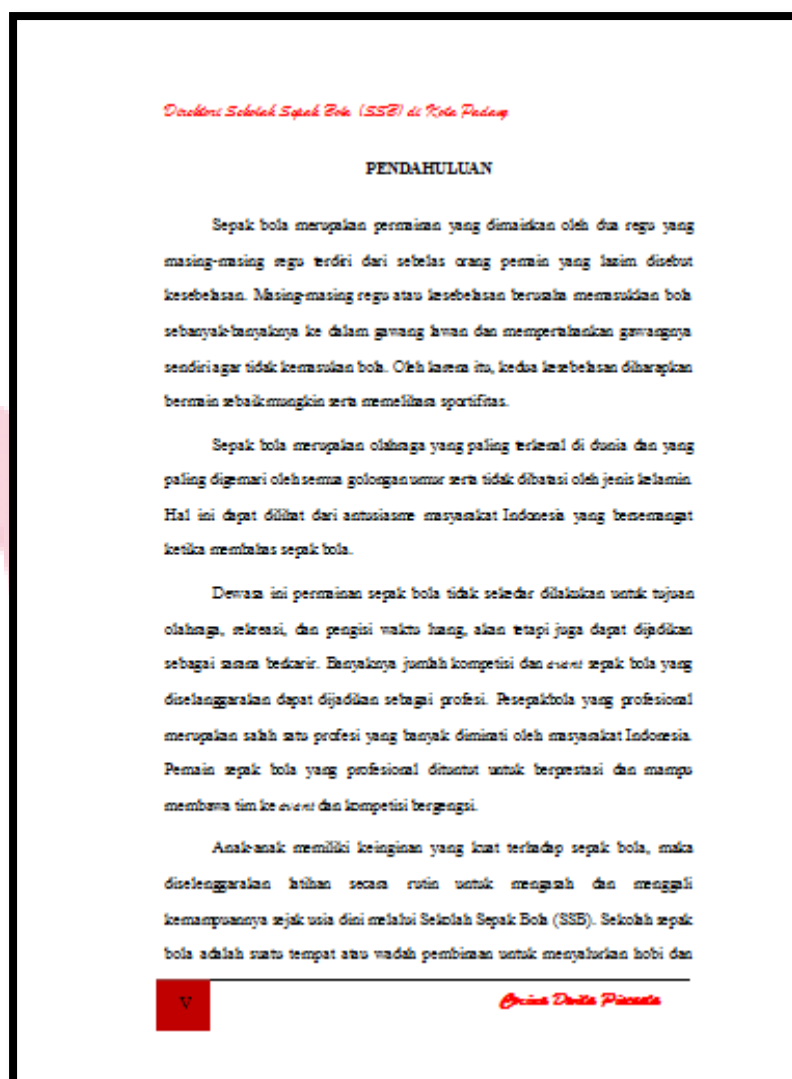 Direktori Sekolah Sepak Bola (SSB) di Kota Padang
PENDAHULUAN
Sepak bola merupakan permainan yang dimainkan oleh dua regu yang
masing-masing regu terdiri dari sebelas orang pemain yang lazim disebut
kesebelasan. Masing-masing regu atau kesebelasan berusaha memasukkan bola
sebanyak-banyaknya ke dalam gawang lawan dan mempertahankan gawangnya
sendiri agar tidak kemasukan bola. Oleh karena itu, kedua kesebelasan diharapkan
bermain sebaik mungkin serta memelihara sportifitas.
Sepak bola merupakan olahraga yang paling terkenal di dunia dan yang
paling digemari oleh semua golongan umur serta tidak dibatasi oleh jenis kelamin.
Hal ini dapat dilihat dari antusiasme masyarakat Indonesia yang bersemangat
ketika membahas sepak bola.
Dewasa ini permainan sepak bola tidak sekedar dilakukan untuk tujuan
olahraga, rekreasi, dan pengisi waktu luang, akan tetapi juga dapat dijadikan
sebagai sarana berkarir. Banyaknya jumlah kompetisi dan event sepak bola yang
diselanggarakan dapat dijadikan sebagai profesi. Pesepakbola yang profesional
merupakan salah satu profesi yang banyak diminati oleh masyarakat Indonesia.
Pemain sepak bola yang profesional dituntut untuk berprestasi dan mampu
membawa tim ke event dan kompetisi bergengsi.
Anak-anak memiliki keinginan yang kuat terhadap sepak bola, maka
diselenggarakan latihan secara rutin untuk mengasah dan menggali
kemampuannya sejak usia dini melalui Sekolah Sepak Bola (SSB). Sekolah sepak
bola adalah suatu tempat atau wadah pembinaan untuk menyalurkan hobi dan
V